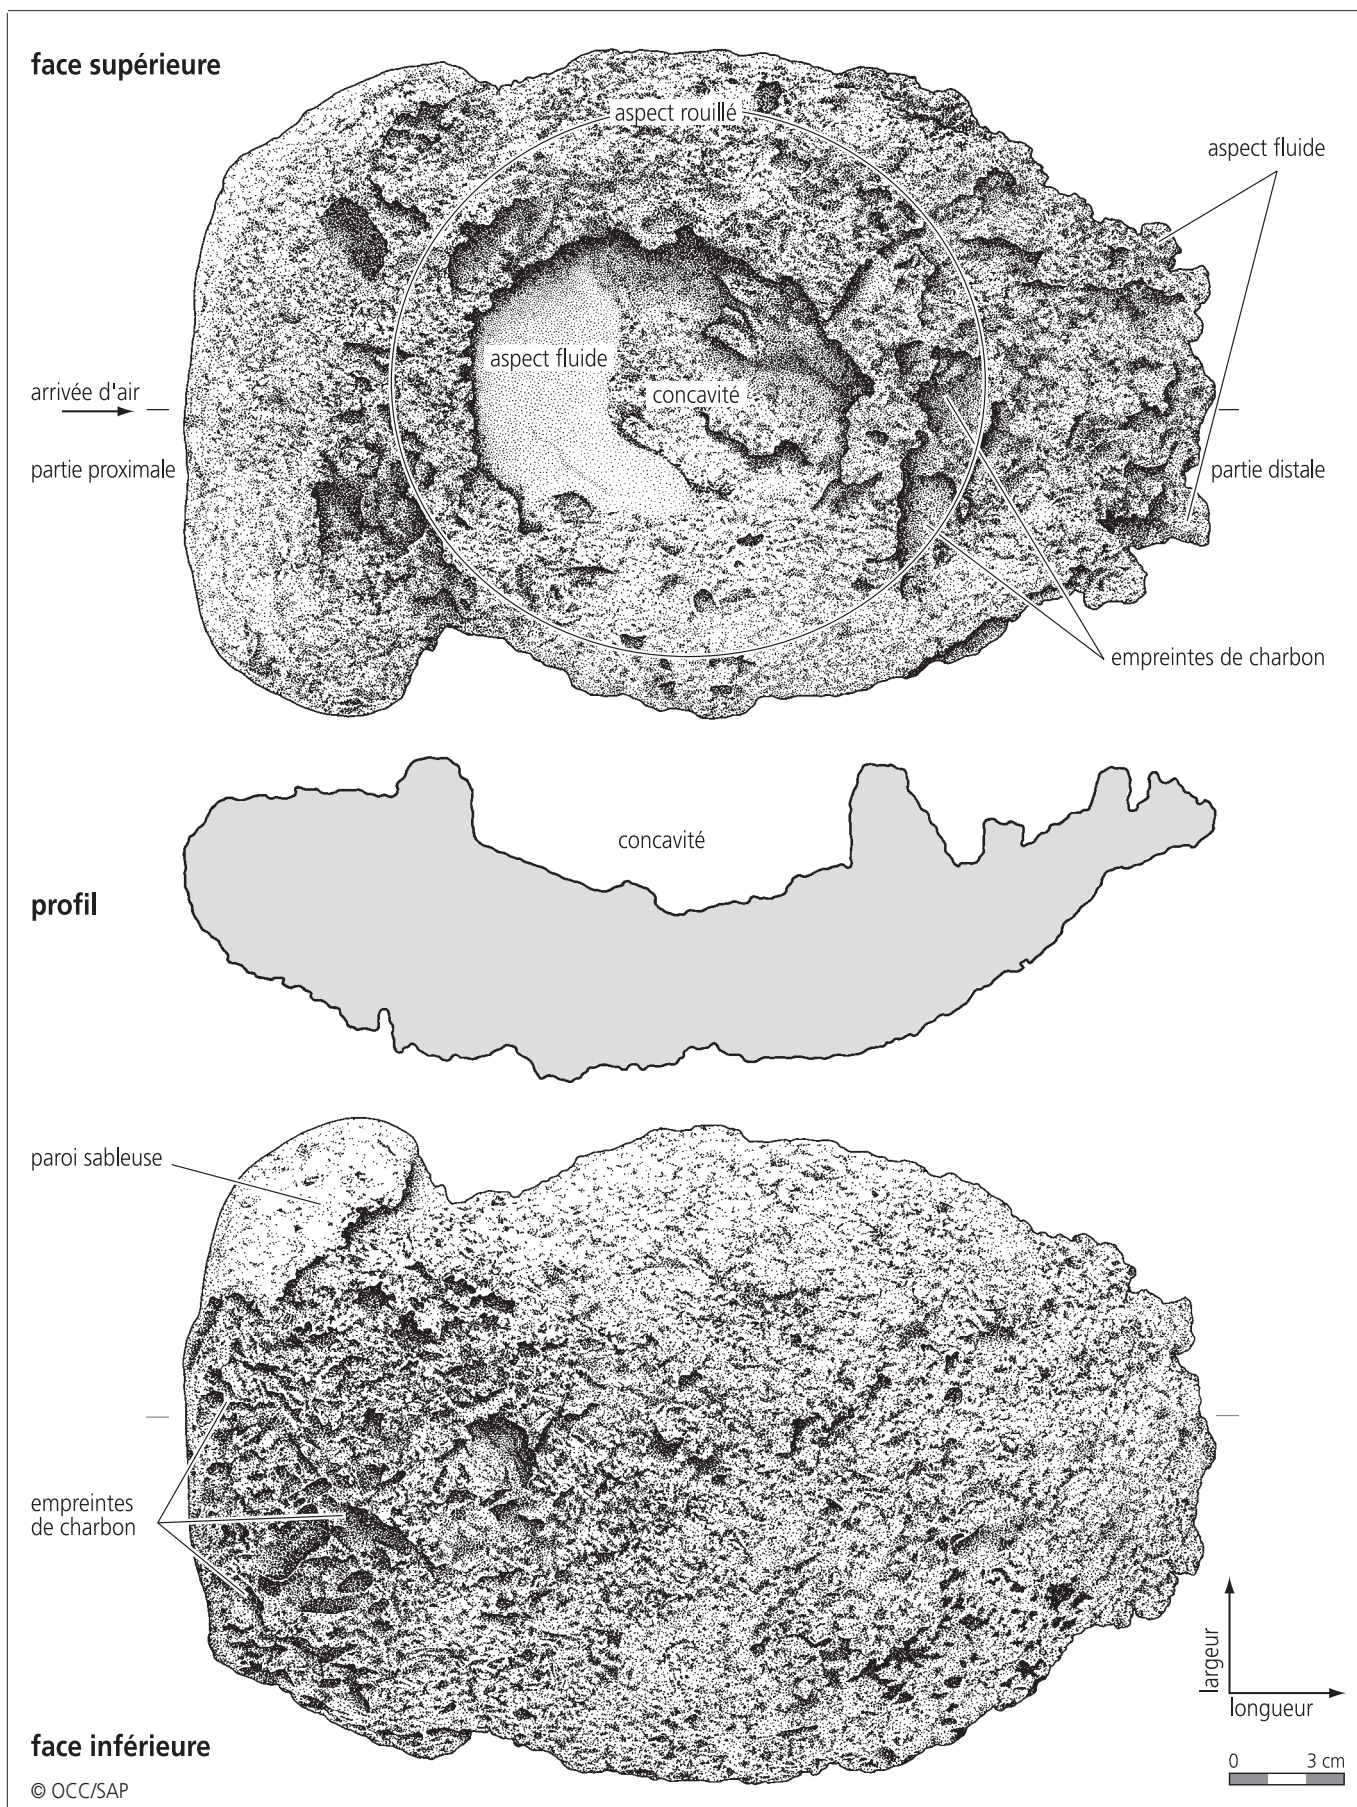 face supérieure
aspect rouillé
aspect fluide
aspect fluide
concavité
arrivée d'air
partie proximale
partie distale
empreintes de charbon
concavité
profil
paroi sableuse
empreintes
de charbon
largeur
longueur
face inférieure
0 3 cm
© OCC/SAP